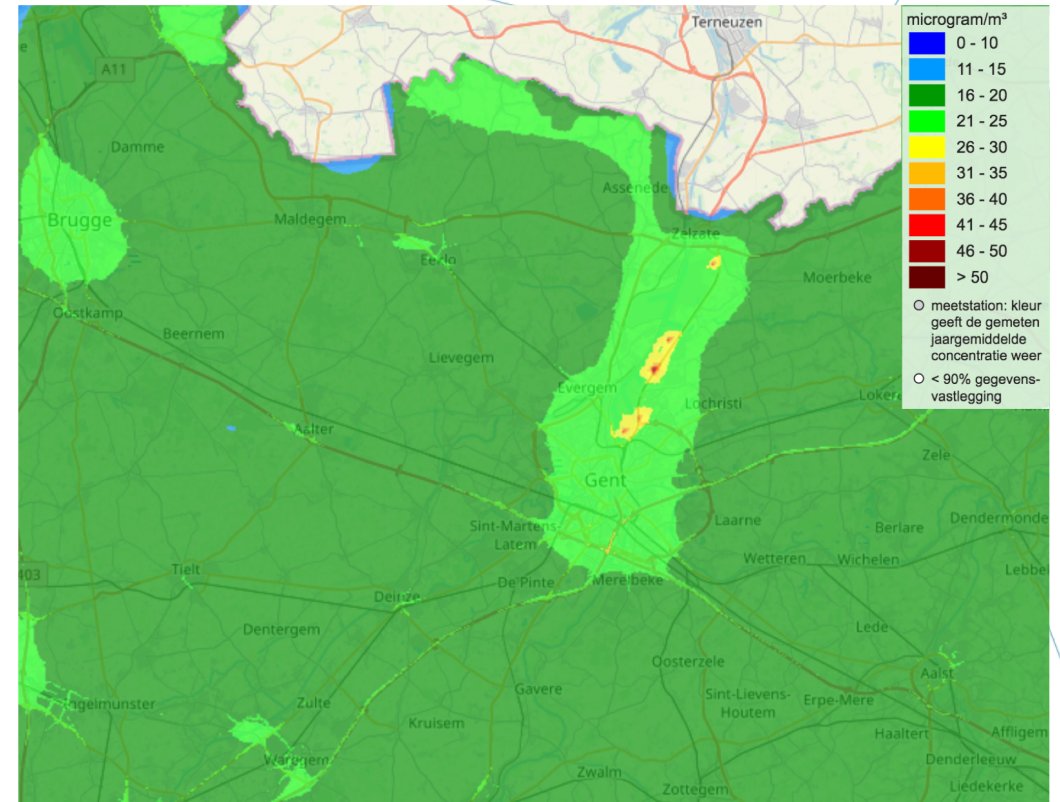 Terneuzen
microgram/m³
0 - 10
11 - 15
16 - 20
21 - 25
26 - 30
31 - 35
36 - 40
41 - 45
46 - 50
> 50
meetstation: kleur
geeft de gemeten
jaargemiddelde
concentratie weer
< 90% gegevens-
vastlegging
A11
Damme
Assenede
Brugge
Maldegem
Zelzate
Eeklo
Moerbeke
Oostkamp
Beernem
Lievegem
Evergem
Lochristi
Aalter
Zele
Gent
Sint-Martens-
Latem
Laarne
Berlare
Dendermonde
Wetteren
Wichelen
403
Tielt
De Pinte
Merelbeke
Deinze
Dentergem
Lede
Oosterzele
Aalst
Gavere
Sint-Lievens-
Houtem
Erpe-Mere
Zulte
Kruisem
Haaltert
Affligem
Waregem
Denderleeuw
Zwalm
Zottegem
Liedekerke